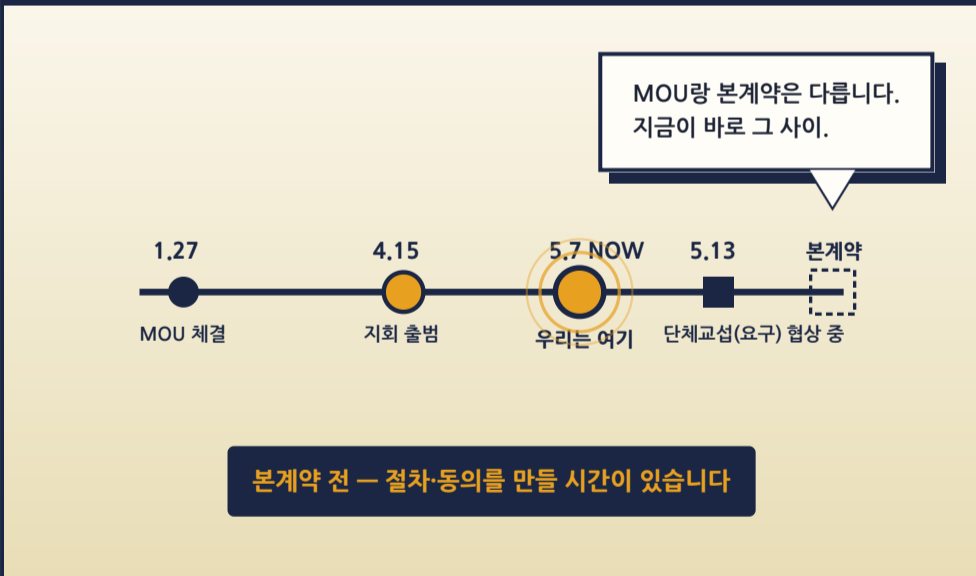 MOU랑 본계약은 다릅니다.
지금이 바로 그 사이.
1.27
4.15
5.7 NOW
5.13
본계약
MOU 체결
지회 출범
우리는 여기
단체교섭(요구)
협상 중
본계약 전 — 절차·동의를 만들 시간이 있습니다